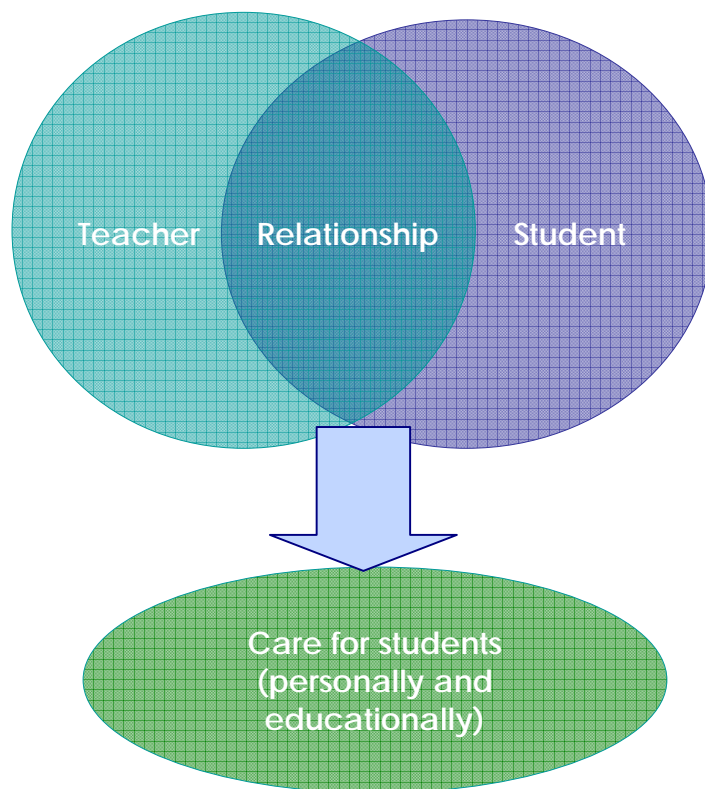 Teacher Relationship Student
Care for students
(personally and
educationally)